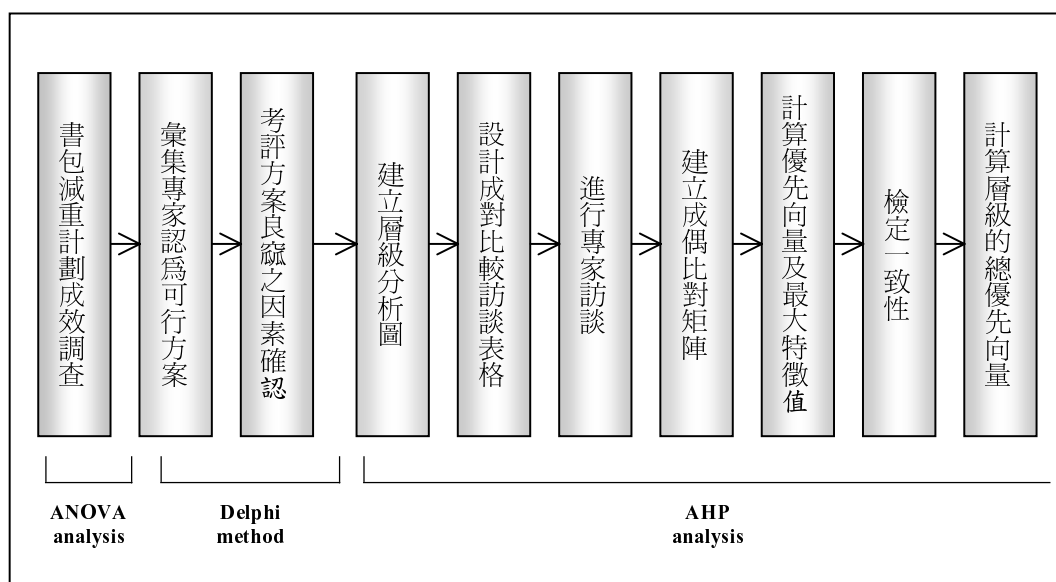 書包減重計劃成效調查
彙集專家認為可行方案
考評方案良窳之因素確認
建立層級分析圖
設計成對比較訪談表格
進行專家訪談
建立成偶比對矩陣
計算優先向量及最大特徵值
檢定一致性
計算層級的總優先向量
ANOVA
analysis
Delphi
method
AHP
analysis